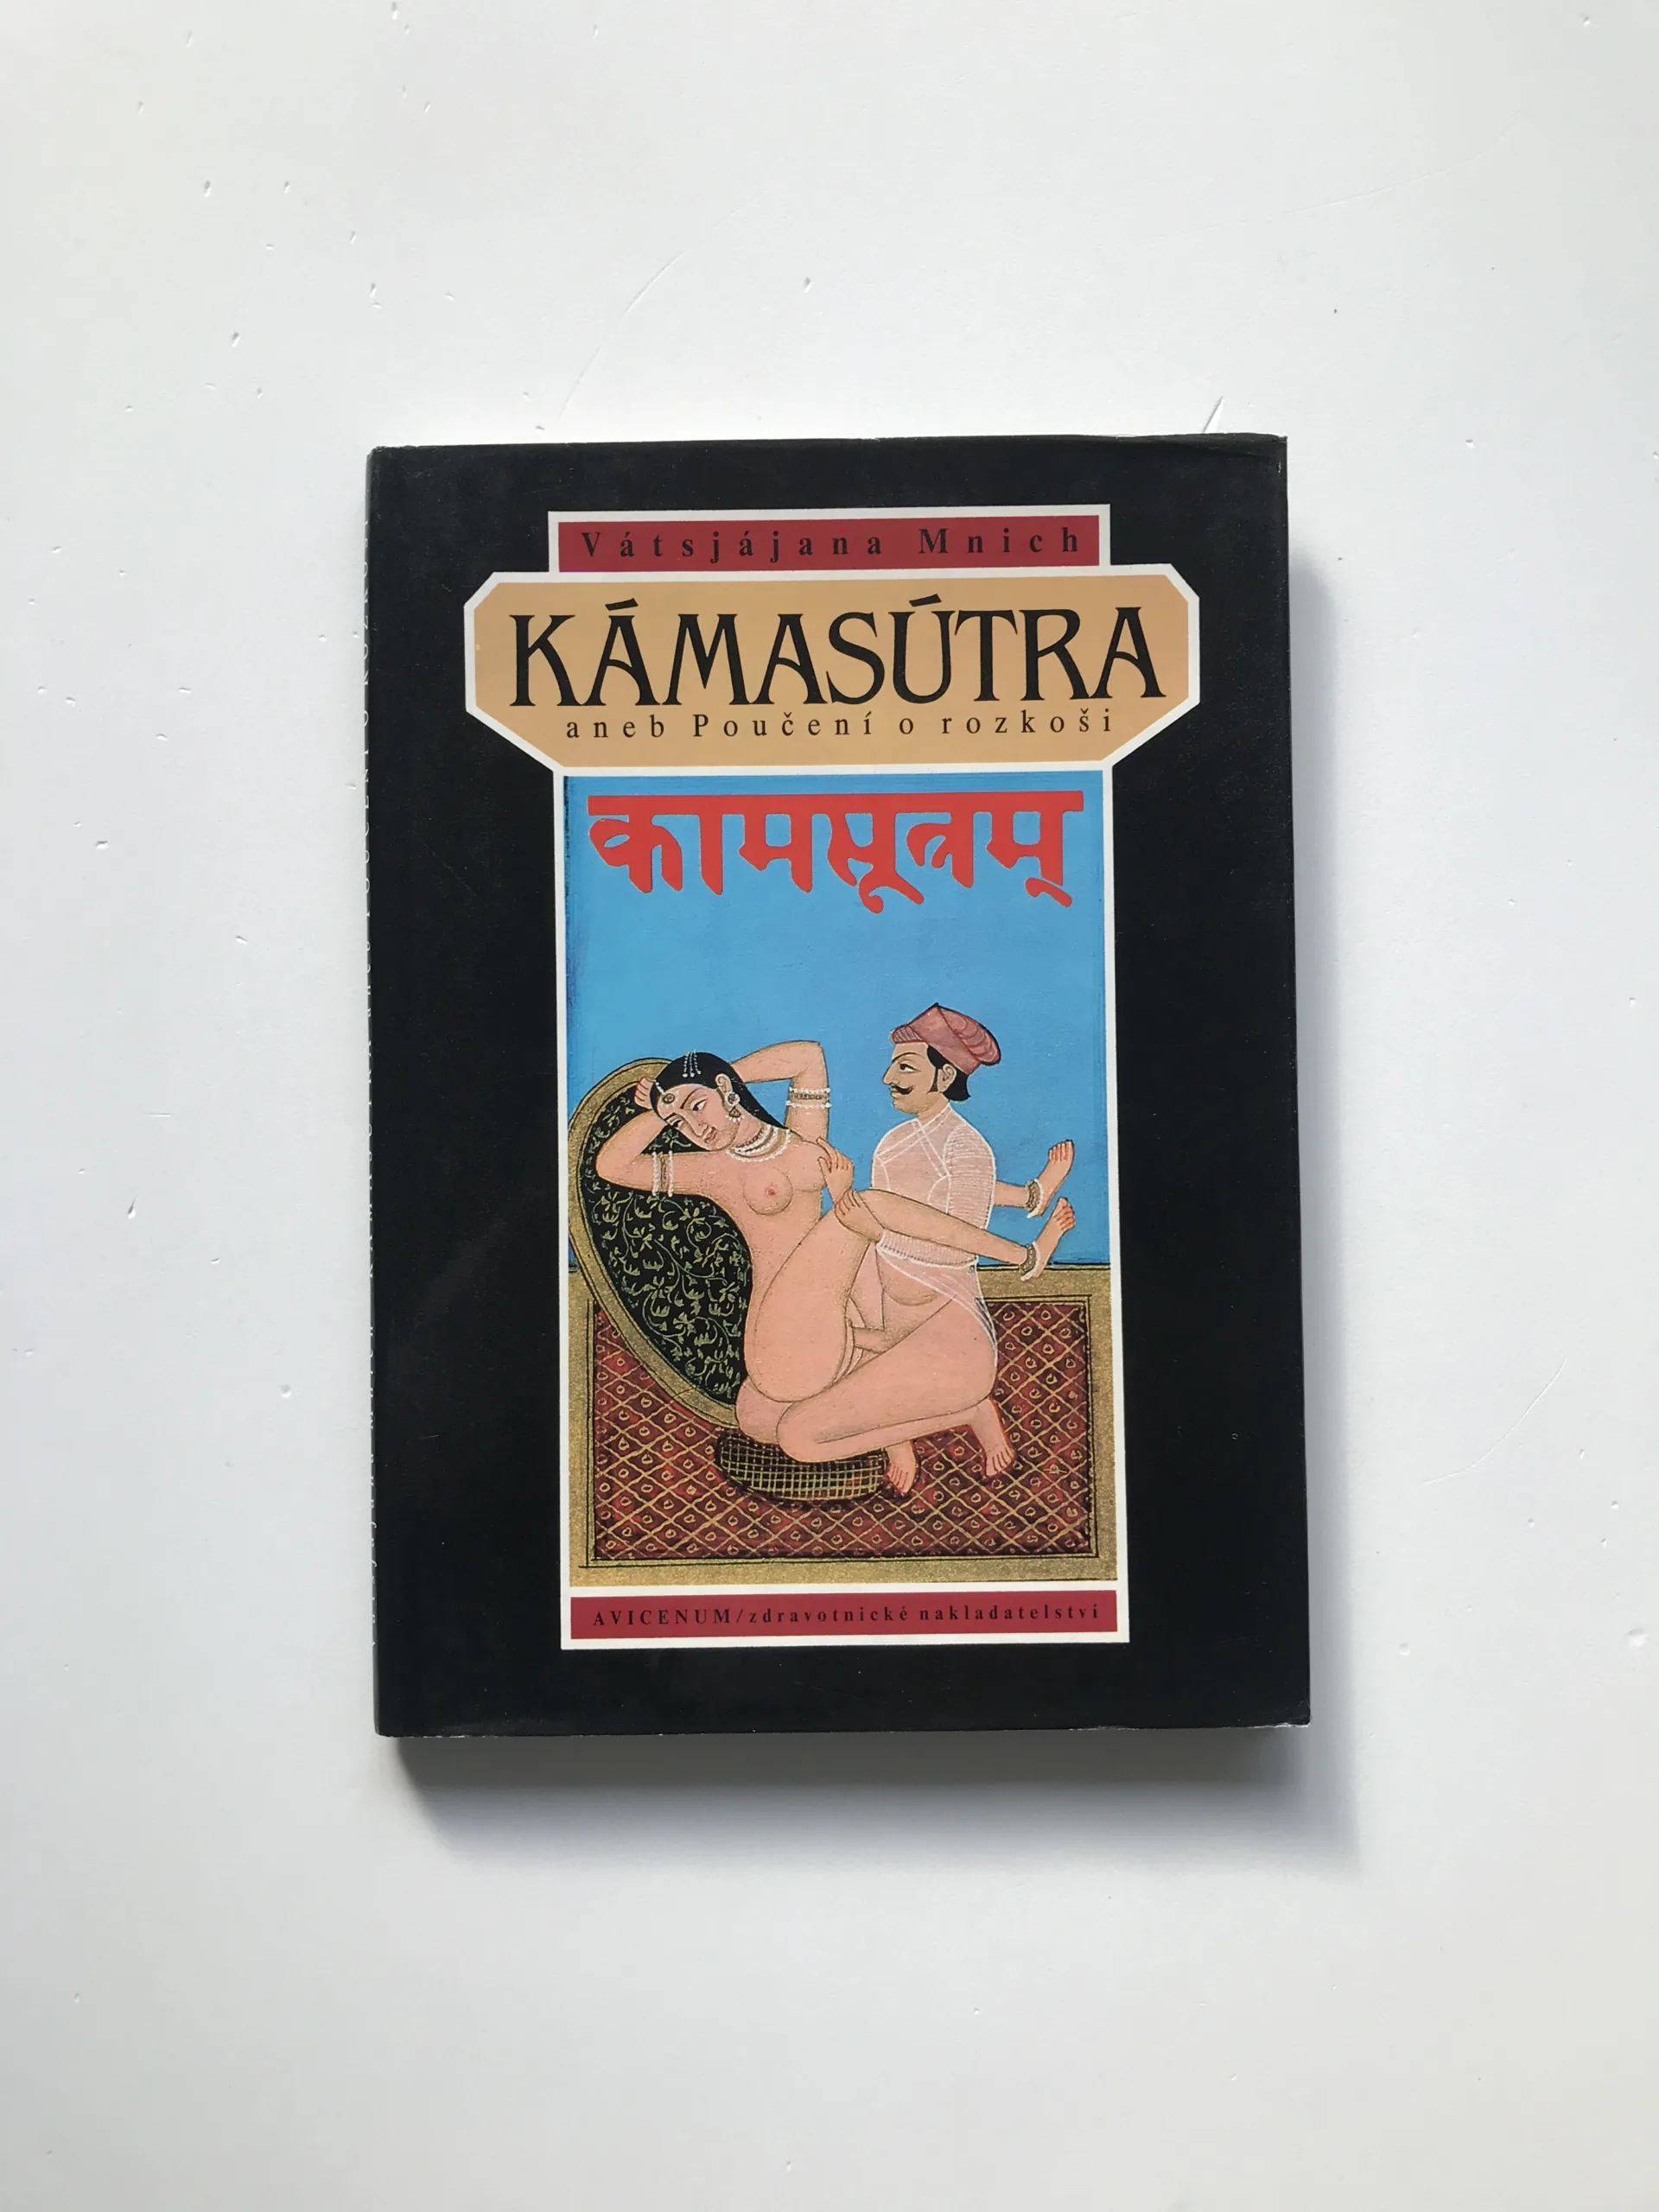 Vátsjájana Mnich
KÁMASÚTRA
aneb Poučení o rozkoši
कामसूत्रम्
AVICENUM/zdravotnické nakladatelství